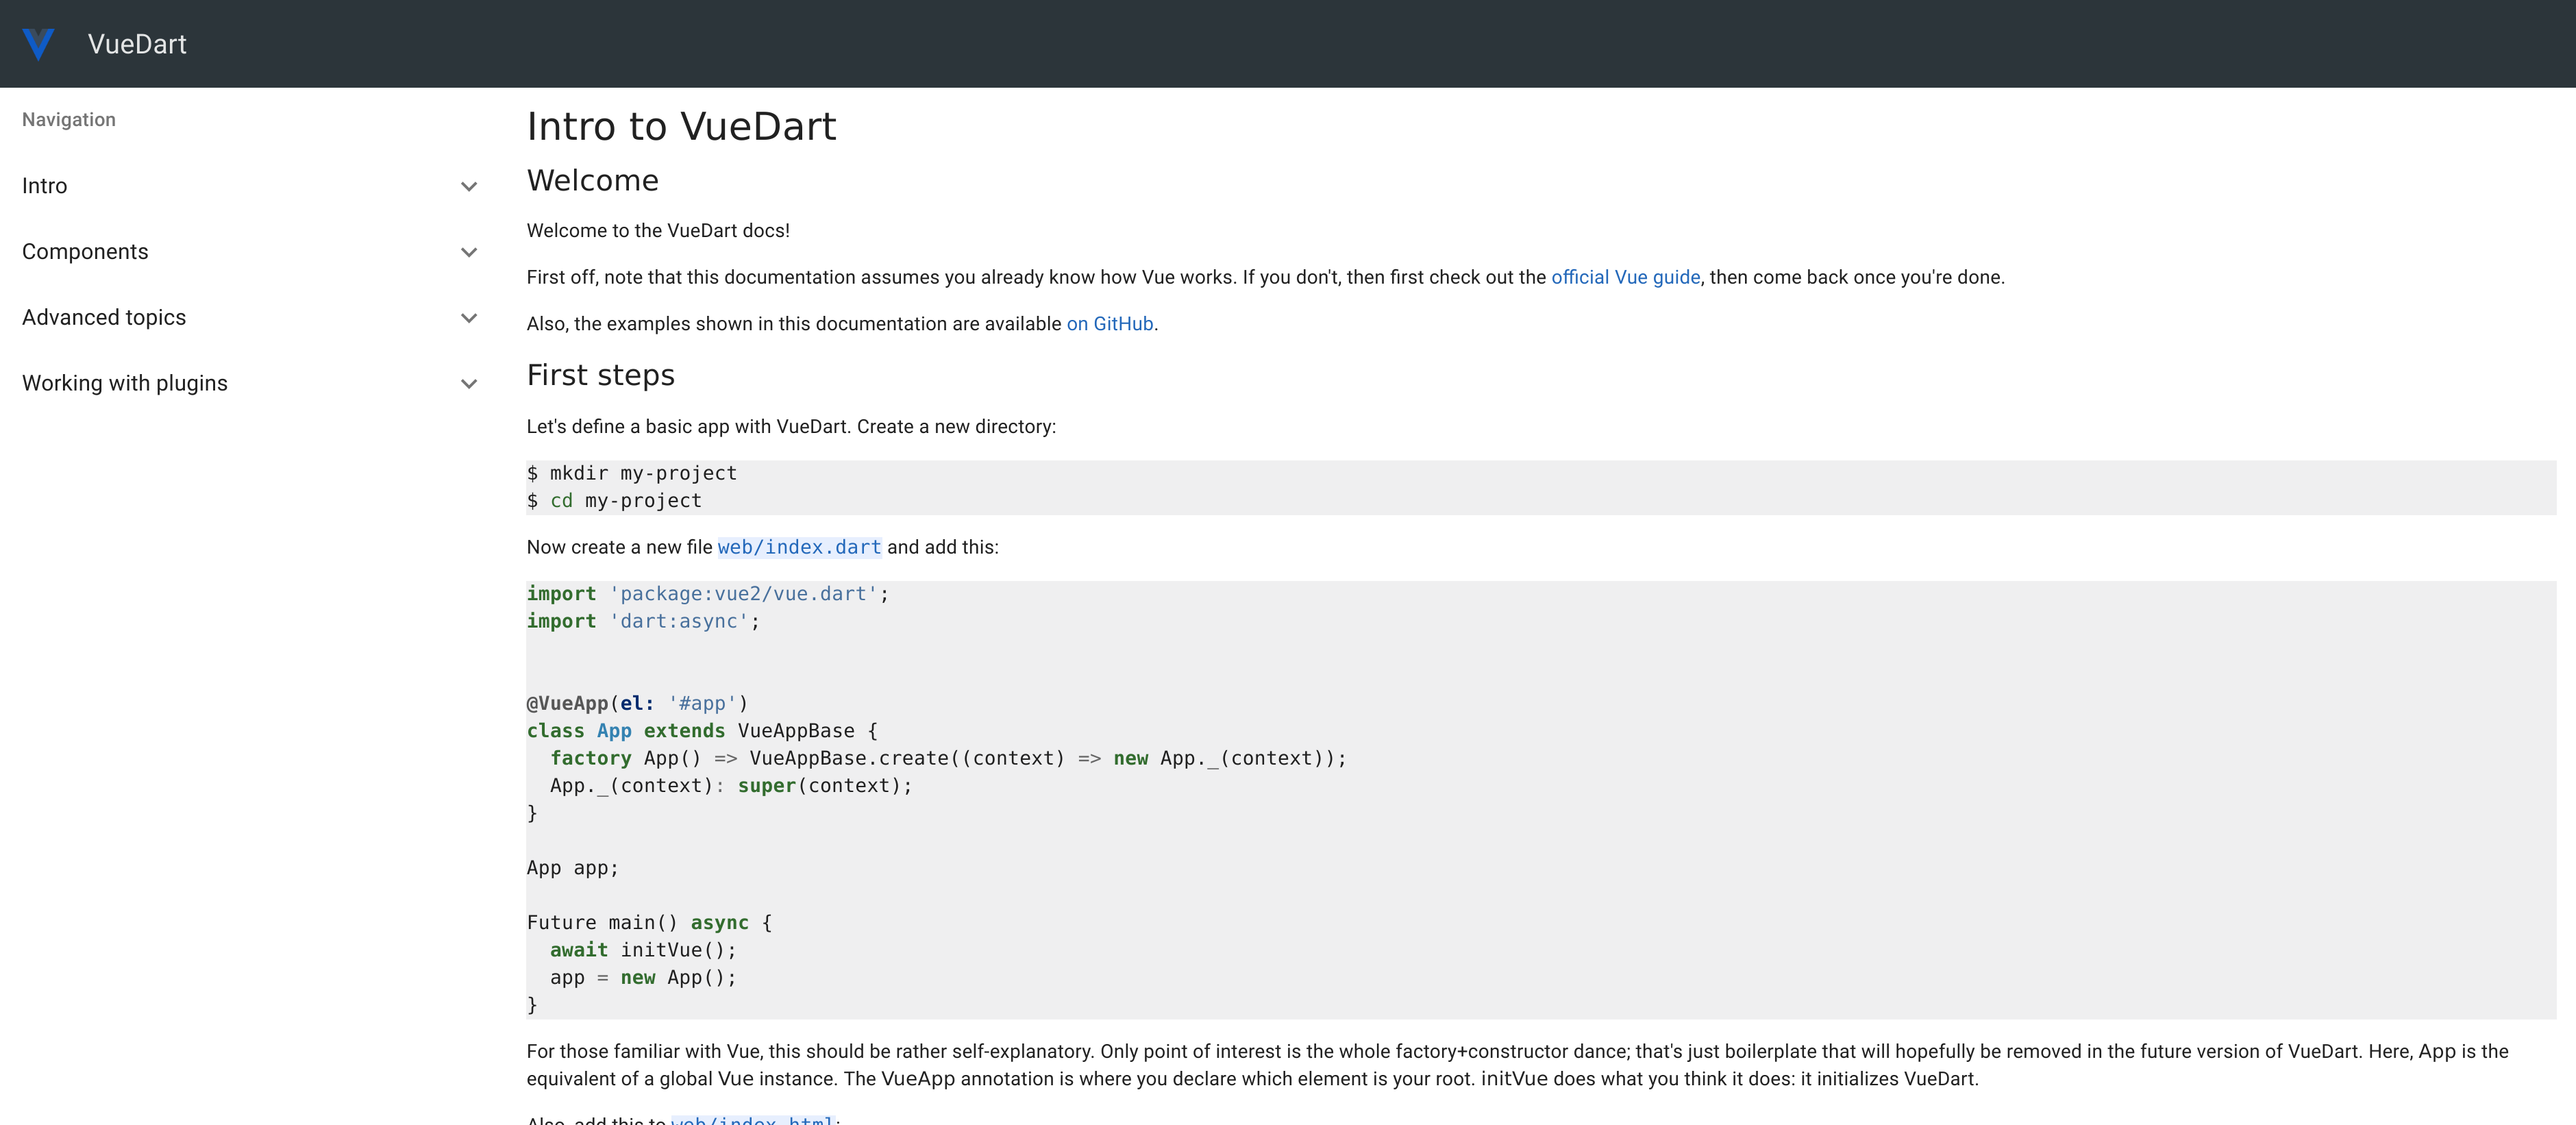 VueDart
Navigation
Intro
Components
Advanced topics
Working with plugins
Intro to VueDart
Welcome
Welcome to the VueDart docs!
First off, note that this documentation assumes you already know how Vue works. If you don't, then first check out the official Vue guide, then come back once you're done.
Also, the examples shown in this documentation are available on GitHub.
First steps
Let's define a basic app with VueDart. Create a new directory:
$ mkdir my-project
$ cd my-project
Now create a new file web/index.dart and add this:
import 'package:vue2/vue.dart';
import 'dart:async';
@VueApp(el: '#app')
class App extends VueAppBase {
  factory App() => VueAppBase.create((context) => new App._(context));
  App._(context): super(context);
}
App app;
Future main() async {
  await initVue();
  app = new App();
}
For those familiar with Vue, this should be rather self-explanatory. Only point of interest is the whole factory+constructor dance; that's just boilerplate that will hopefully be removed in the future version of VueDart. Here, App is the
equivalent of a global Vue instance. The VueApp annotation is where you declare which element is your root. initVue does what you think it does: it initializes VueDart.
Also, add this to web/index.html: